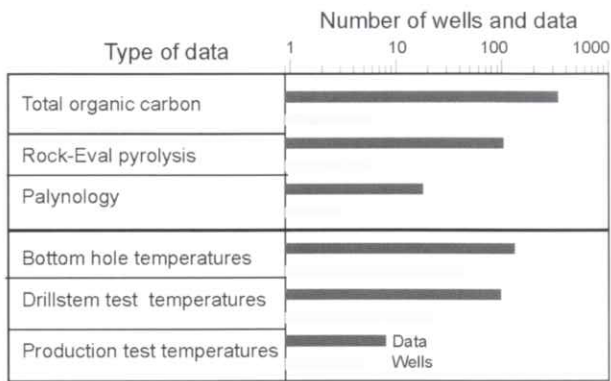 Number of wells and data
Type of data
1 10 100 1000
Total organic carbon
Rock-Eval pyrolysis
Palynology
Bottom hole temperatures
Drillstem test temperatures
Production test temperatures
Data
Wells